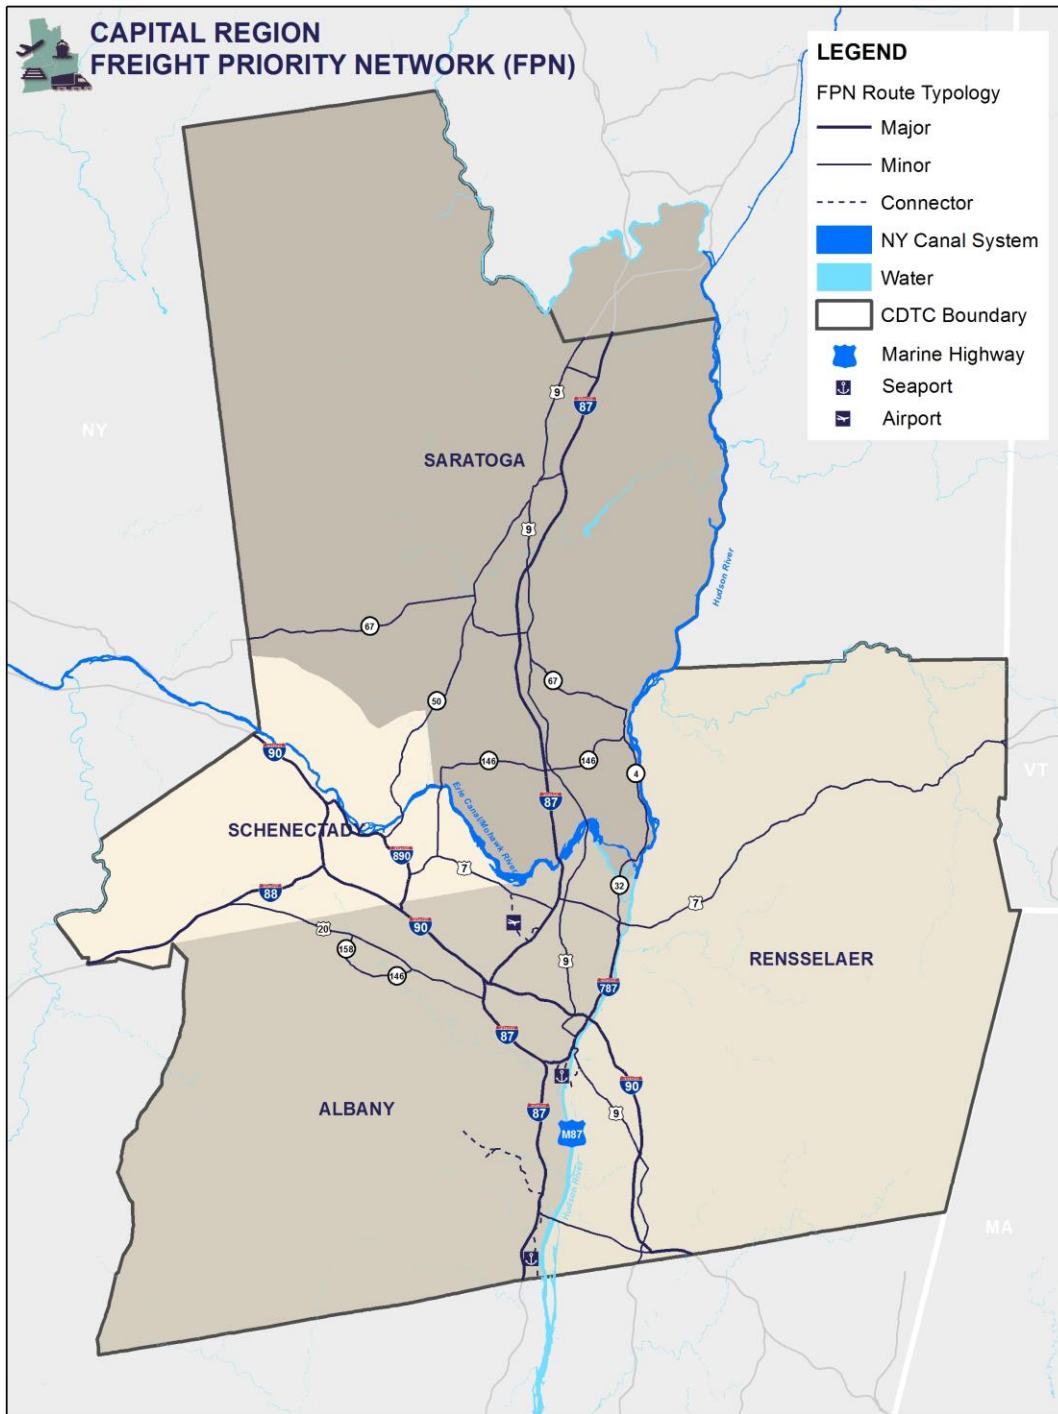 CAPITAL REGION
FREIGHT PRIORITY NETWORK (FPN)
LEGEND
FPN Route Typology
Major
Minor
Connector
NY Canal System
Water
CDTC Boundary
Marine Highway
Seaport
Airport
9
87
NY
SARATOGA
9
Hudson River
67
67
50
90
146
146
4
VT
87
Erie Canal/Mohawk River
SCHENECTADY
890
7
32
88
7
90
20
158
9
RENSSELAER
146
787
87
90
ALBANY
87
9
M87
Hudson River
MA